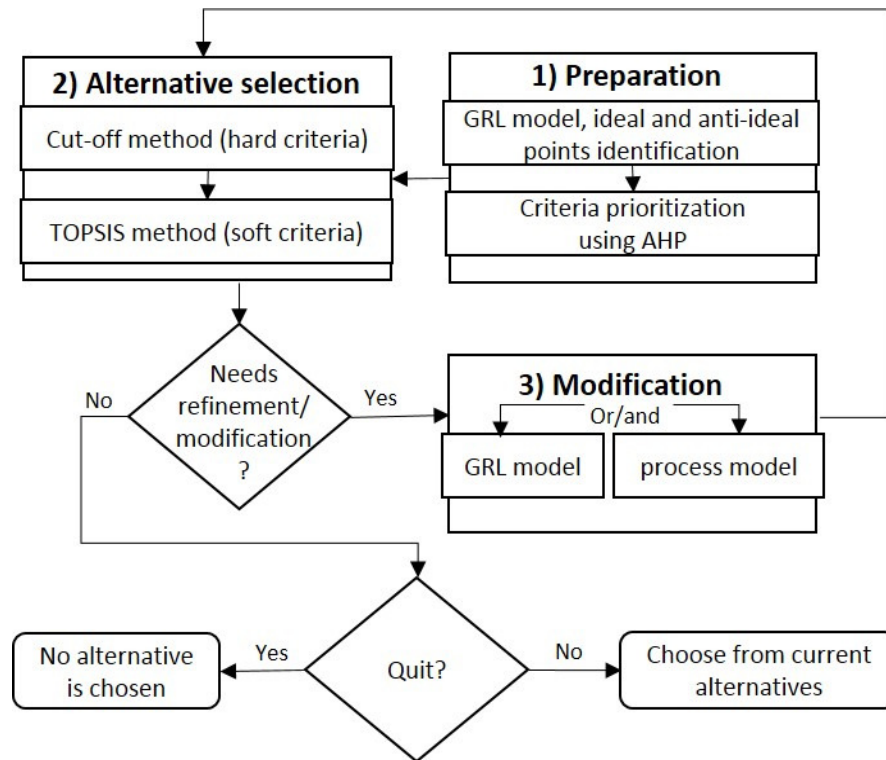 2) Alternative selection
Cut-off method (hard criteria)
TOPSIS method (soft criteria)
1) Preparation
GRL model, ideal and anti-ideal
points identification
Criteria prioritization
using AHP
Needs
refinement/
modification
?
No
Yes
3) Modification
Or/and
GRL model
process model
Quit?
Yes
No
No alternative
is chosen
Choose from current
alternatives